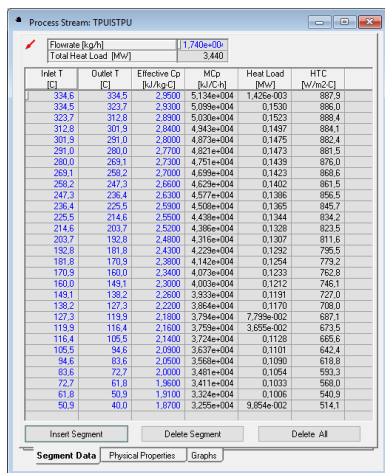 Process Stream: TPUISTPU
Flowrate [kg/h] 1,740e+00
Total Heat Load [MW] 3,440
Inlet T Outlet T Effective Cp MCp Heat Load HTC
[C] [C] [kJ/kg-C] [kJ/C-h] [MW] [W/m2-C]
334,6 334,5 2,9500 5,134e+004 1,426e-003 887,9
334,5 323,7 2,9300 5,099e+004 0,1530 886,0
323,7 312,8 2,8900 5,030e+004 0,1523 888,4
312,8 301,9 2,8400 4,943e+004 0,1497 884,1
301,9 291,0 2,8000 4,873e+004 0,1475 882,4
291,0 280,0 2,7700 4,821e+004 0,1473 881,5
280,0 269,1 2,7300 4,751e+004 0,1439 876,0
269,1 258,2 2,7000 4,699e+004 0,1423 868,6
258,2 247,3 2,6600 4,629e+004 0,1402 861,5
247,3 236,4 2,6300 4,577e+004 0,1386 856,5
236,4 225,5 2,5900 4,508e+004 0,1365 845,7
225,5 214,6 2,5500 4,438e+004 0,1344 834,2
214,6 203,7 2,5200 4,386e+004 0,1328 823,5
203,7 192,8 2,4800 4,316e+004 0,1307 811,6
192,8 181,8 2,4300 4,229e+004 0,1292 795,5
181,8 170,9 2,3800 4,142e+004 0,1254 779,2
170,9 160,0 2,3400 4,073e+004 0,1233 762,8
160,0 149,1 2,3000 4,003e+004 0,1212 746,1
149,1 138,2 2,2600 3,933e+004 0,1191 727,0
138,2 127,3 2,2200 3,864e+004 0,1170 708,0
127,3 119,9 2,1800 3,794e+004 7,799e-002 687,1
119,9 116,4 2,1600 3,759e+004 3,655e-002 673,5
116,4 105,5 2,1400 3,724e+004 0,1128 665,6
105,5 94,6 2,0900 3,637e+004 0,1101 642,4
94,6 83,6 2,0500 3,568e+004 0,1090 618,8
83,6 72,7 2,0000 3,481e+004 0,1054 593,3
72,7 61,8 1,9600 3,411e+004 0,1033 568,0
61,8 50,9 1,9100 3,324e+004 0,1006 540,9
50,9 40,0 1,8700 3,255e+004 9,854e-002 514,1
Insert Segment Delete Segment Delete All
Segment Data Physical Properties Graphs